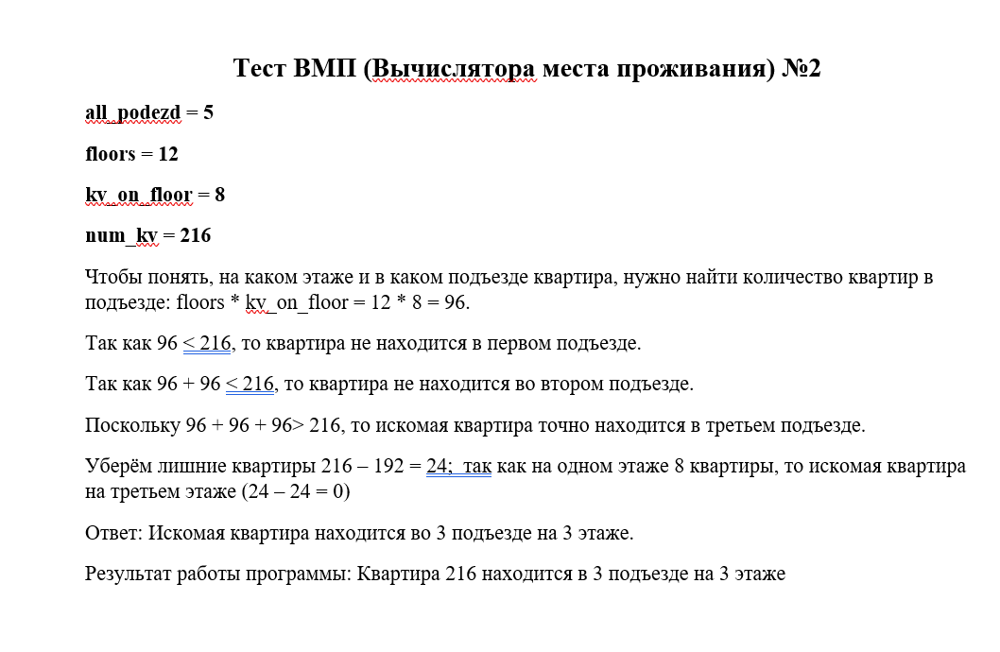 Тест ВМП (Вычислятора места проживания) №2
all_podezd = 5
floors = 12
kv_on_floor = 8
num_kv = 216
Чтобы понять, на каком этаже и в каком подъезде квартира, нужно найти количество квартир в
подъезде: floors * kv_on_floor = 12 * 8 = 96.
Так как 96 < 216, то квартира не находится в первом подъезде.
Так как 96 + 96 < 216, то квартира не находится во втором подъезде.
Поскольку 96 + 96 + 96> 216, то искомая квартира точно находится в третьем подъезде.
Уберём лишние квартиры 216 – 192 = 24;  так как на одном этаже 8 квартиры, то искомая квартира
на третьем этаже (24 – 24 = 0)
Ответ: Искомая квартира находится во 3 подъезде на 3 этаже.
Результат работы программы: Квартира 216 находится в 3 подъезде на 3 этаже